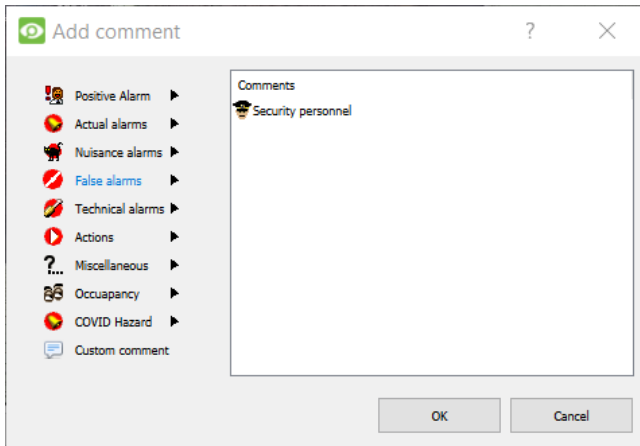 Add comment
?
Positive Alarm
Actual alarms
Nuisance alarms
False alarms
Technical alarms
Actions
?... Miscellaneous
Occuapancy
COVID Hazard
Custom comment
Comments
Security personnel
OK
Cancel